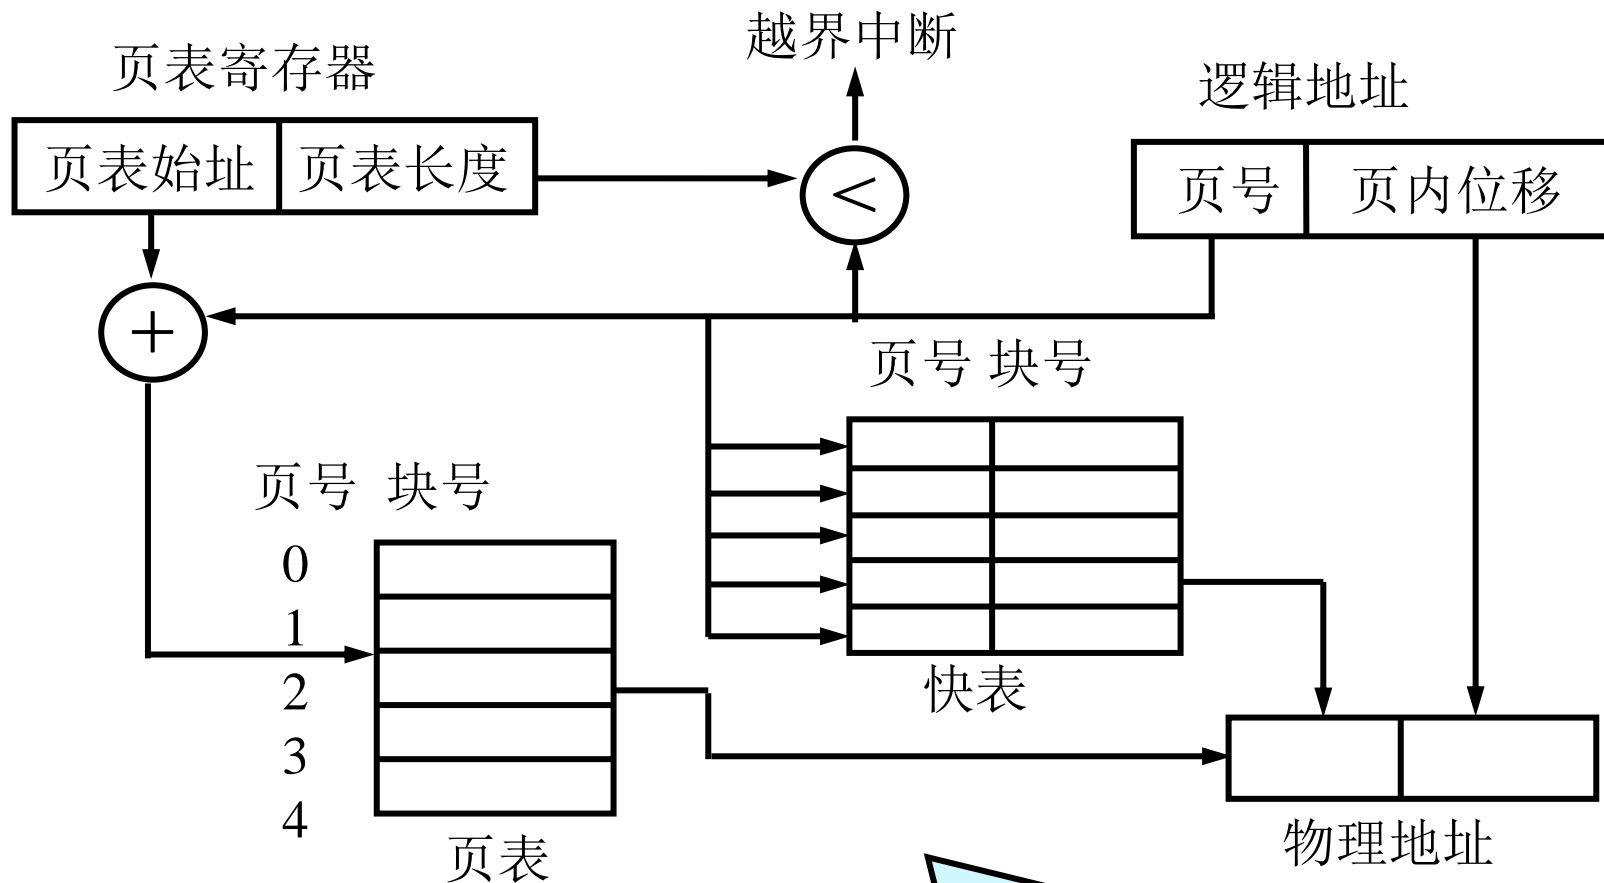 越界中断
页表寄存器
逻辑地址
页表始址 页表长度
<
页号 页内位移
+
页号 块号
页号 块号
0
1
2
3
4
快表
物理地址
页表